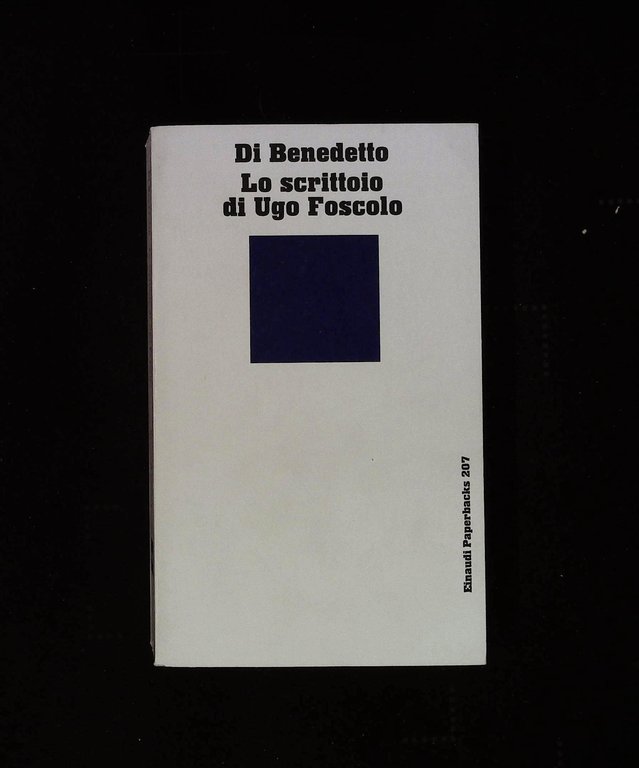 Di Benedetto
Lo scrittoio
di Ugo Foscolo
Einaudi Paperbacks 207